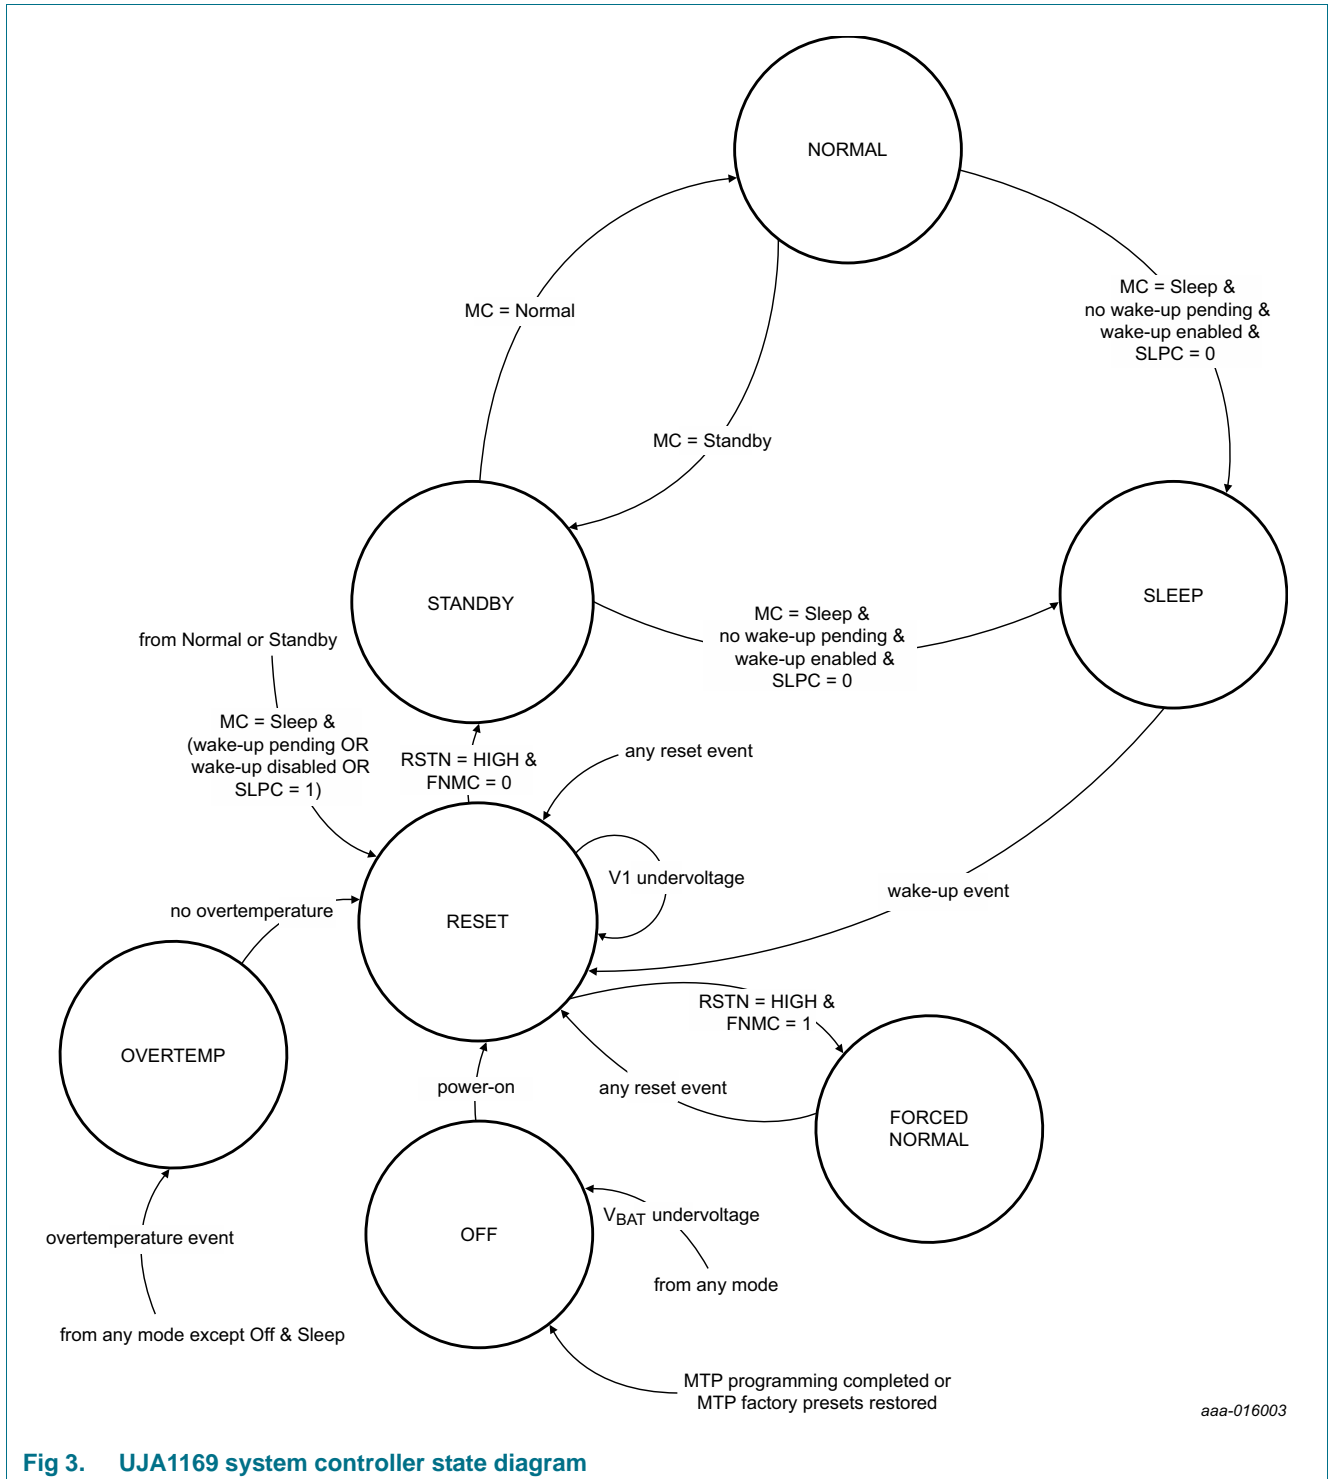 NORMAL
MC = Sleep &
no wake-up pending &
wake-up enabled &
SLPC = 0
MC = Normal
MC = Standby
STANDBY
SLEEP
MC = Sleep &
no wake-up pending &
wake-up enabled &
SLPC = 0
from Normal or Standby
MC = Sleep &
(wake-up pending OR
wake-up disabled OR
SLPC = 1)
RSTN = HIGH &
FNMC = 0
any reset event
V1 undervoltage
wake-up event
no overtemperature
RESET
RSTN = HIGH &
FNMC = 1
OVERTEMP
power-on
any reset event
FORCED
NORMAL
OFF
VBAT undervoltage
from any mode
overtemperature event
from any mode except Off & Sleep
MTP programming completed or
MTP factory presets restored
aaa-016003
Fig 3. UJA1169 system controller state diagram